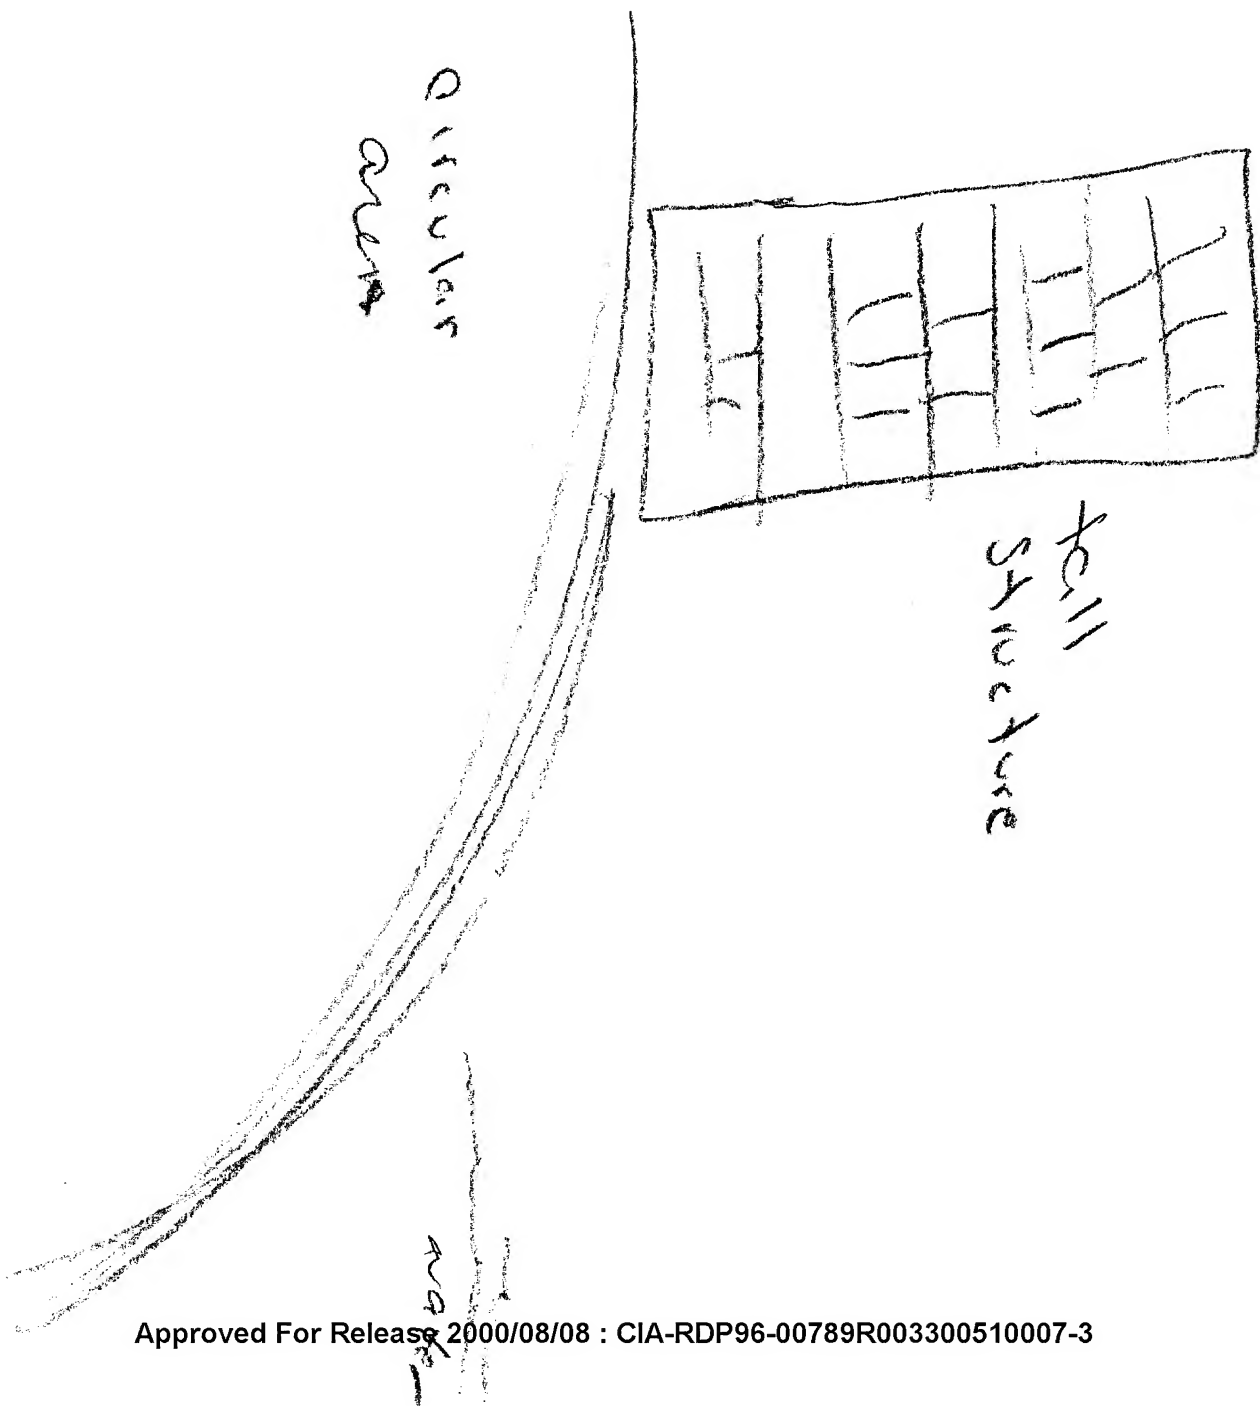 tall
structure
Circular
area
Approved For Release 2000/08/08 : CIA-RDP96-00789R003300510007-3